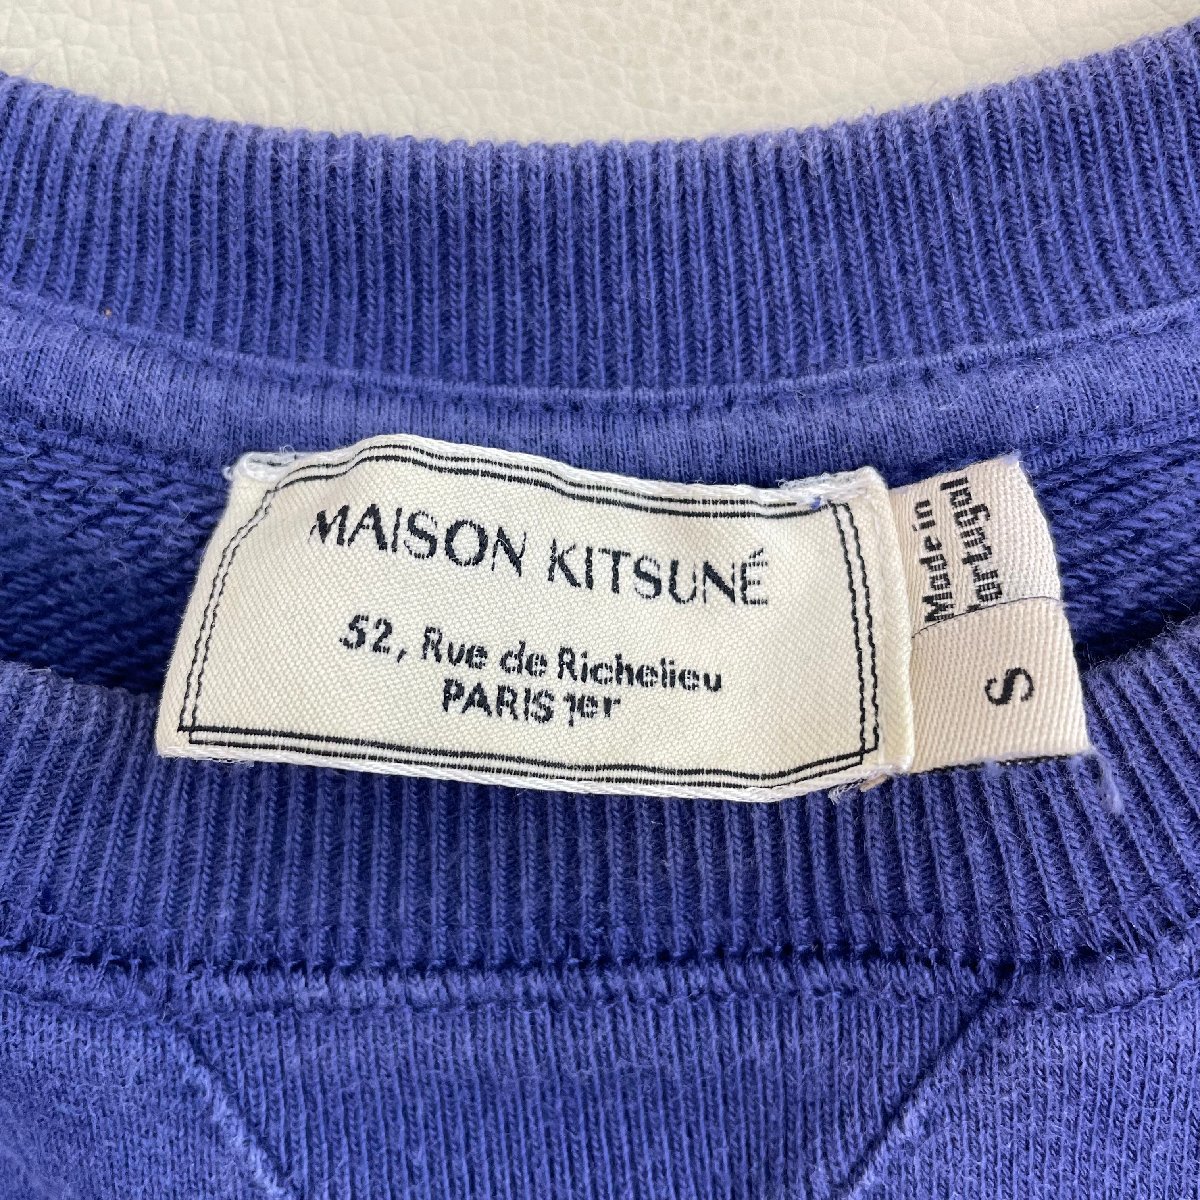 MAISON KITSUNÉ
52, Rue de Richelieu
PARIS 1er
Made in
Portugal
S